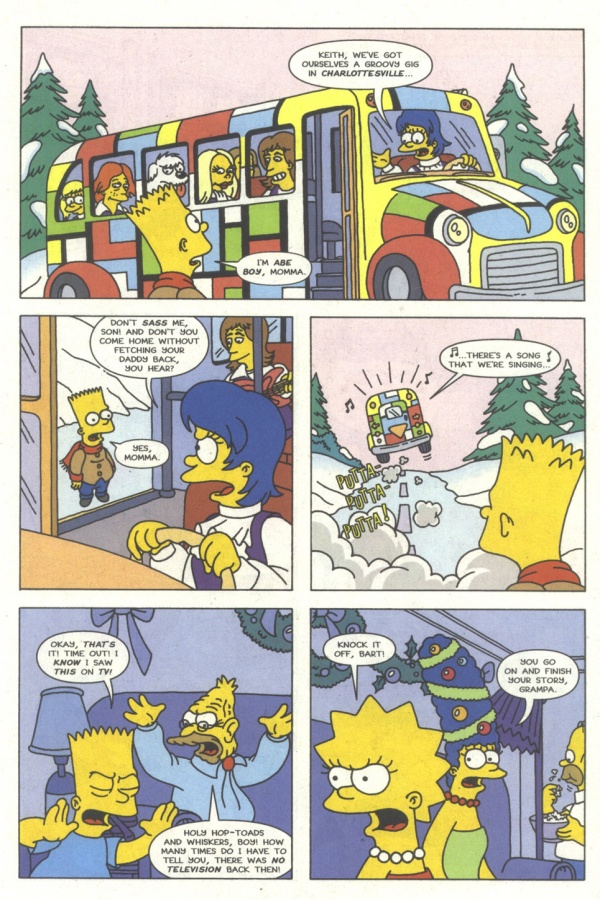 KEITH, WE'VE GOT
OURSELVES A GROOVY GIG
IN CHARLOTTESVILLE...
I'M ABE
BOY, MOMMA.
DON'T SASS ME,
SON! AND DON'T YOU
COME HOME WITHOUT
FETCHING YOUR
DADDY BACK,
YOU HEAR?
YES,
MOMMA.
♫...THERE'S A SONG ♪
THAT WE'RE SINGING...
PUTTA-
PUTTA
PUTTA!
OKAY, THAT'S
IT! TIME OUT! I
KNOW I SAW
THIS ON TV!
HOLY HOP-TOADS
AND WHISKERS, BOY! HOW
MANY TIMES DO I HAVE TO
TELL YOU, THERE WAS NO
TELEVISION BACK THEN!
KNOCK IT
OFF, BART!
YOU GO
ON AND FINISH
YOUR STORY,
GRAMPA.